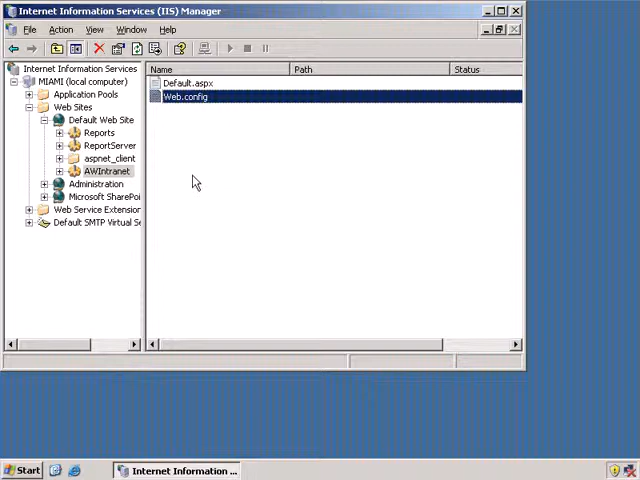 Internet Information Services (IIS) Manager
File Action View Window Help
Internet Information Services
MIAMI (local computer)
Application Pools
Web Sites
Default Web Site
Reports
ReportServer
aspnet_client
AWIntranet
Administration
Microsoft SharePoi
Web Service Extension
Default SMTP Virtual Se
Name Path Status
Default.aspx
Web.config
Start Internet Information ...